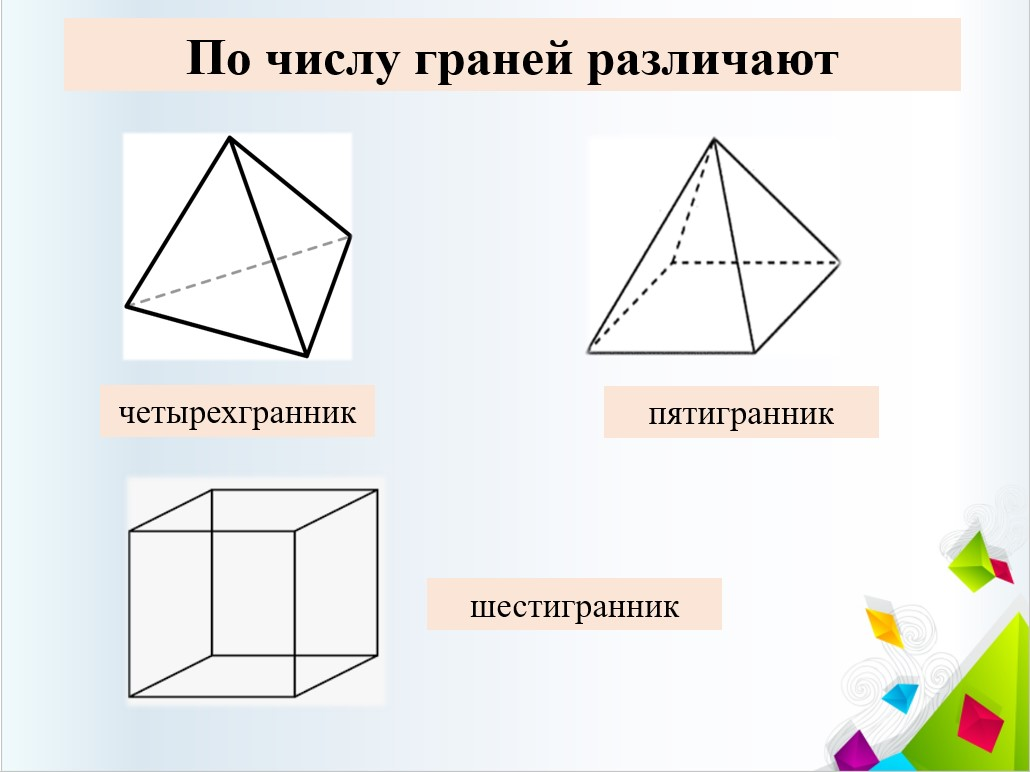 По числу граней различают
четырехгранник
пятигранник
шестигранник